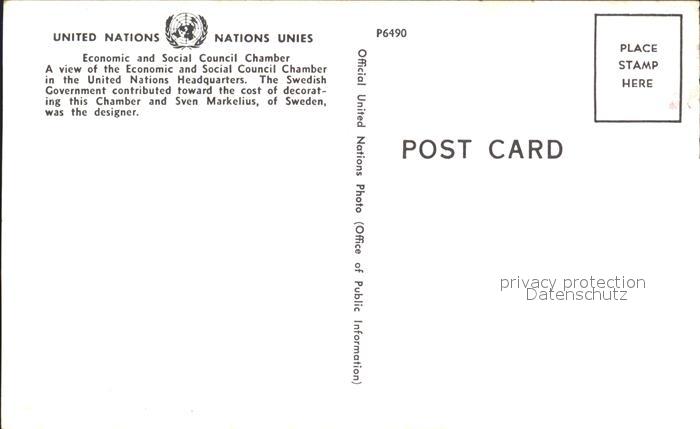 UNITED NATIONS NATIONS UNIES
Economic and Social Council Chamber
A view of the Economic and Social Council Chamber
in the United Nations Headquarters. The Swedish
Government contributed toward the cost of decorat-
ing this Chamber and Sven Markelius, of Sweden,
was the designer.
Official United Nations Photo (Office of Public Information)
P6490
PLACE
STAMP
HERE
POST CARD
privacy protection
Datenschutz